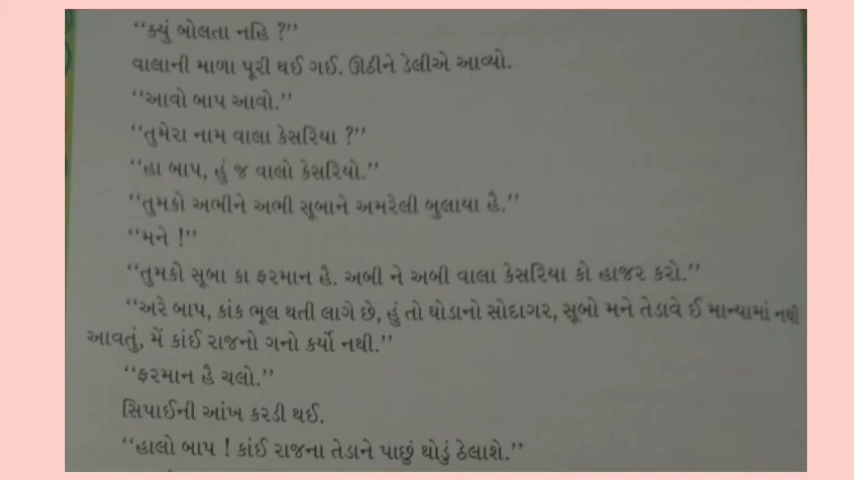 “ક્યું બોલતા નહિ ?”
વાલાની માળા પૂરી થઈ ગઈ. ઊઠીને ડેલીએ આવ્યો.
“આવો બાપ આવો.”
“તુમેરા નામ વાલા કેસરિયા ?”
“હા બાપ, હું જ વાલો કેસરિયો.”
“તુમકો અભીને અભી સૂબાને અમરેલી બુલાયા હૈ.”
“મને !”
“તુમકો સૂબા કા ફરમાન હૈ. અબી ને અબી વાલા કેસરિયા કો હાજર કરો.”
“અરે બાપ, કાંક ભૂલ થતી લાગે છે, હું તો ઘોડાનો સોદાગર, સૂબો મને તેડાવે ઈ માન્યામાં નથી
આવતું, મેં કાંઈ રાજનો ગનો કર્યો નથી.”
“ફરમાન હૈ ચલો.”
સિપાઈની આંખ કરડી થઈ.
“હાલો બાપ ! કાંઈ રાજના તેડાને પાછું થોડું ઠેલાશે.”